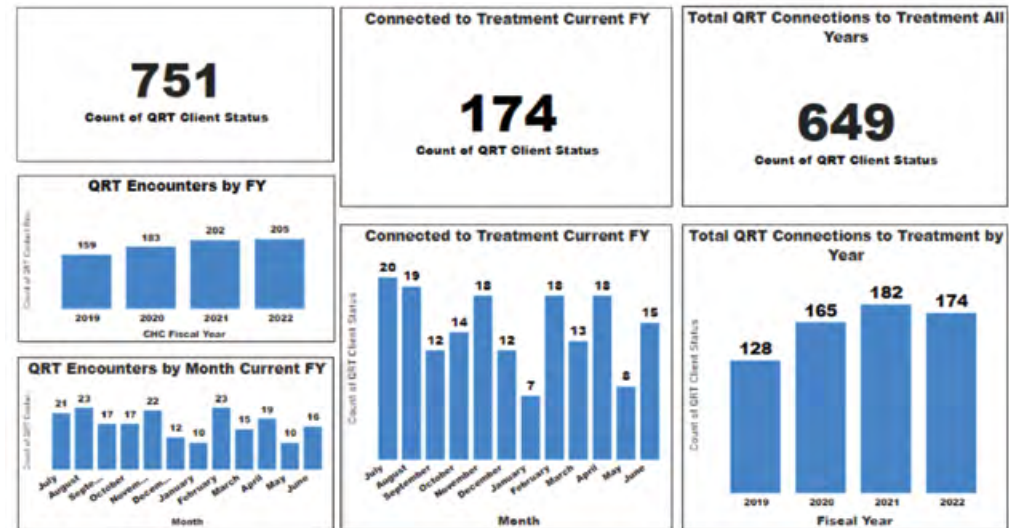 751
Count of QRT Client Status
Connected to Treatment Current FY
174
Count of QRT Client Status
Total QRT Connections to Treatment All
Years
649
Count of QRT Client Status
QRT Encounters by FY
159
183
202
205
2019
2020
2021
2022
CHC Fiscal Year
QRT Encounters by Month Current FY
21
23
17
17
22
12
10
23
15
19
10
16
July
August
Septe...
October
Novem...
Decem...
January
February
March
April
May
June
Month
Connected to Treatment Current FY
Count of QRT Client Status
20
19
12
14
18
12
7
18
13
18
8
15
July
August
September
October
November
December
January
February
March
April
May
June
Month
Total QRT Connections to Treatment by
Year
Count of QRT Client Status
128
165
182
174
2019
2020
2021
2022
Fiscal Year